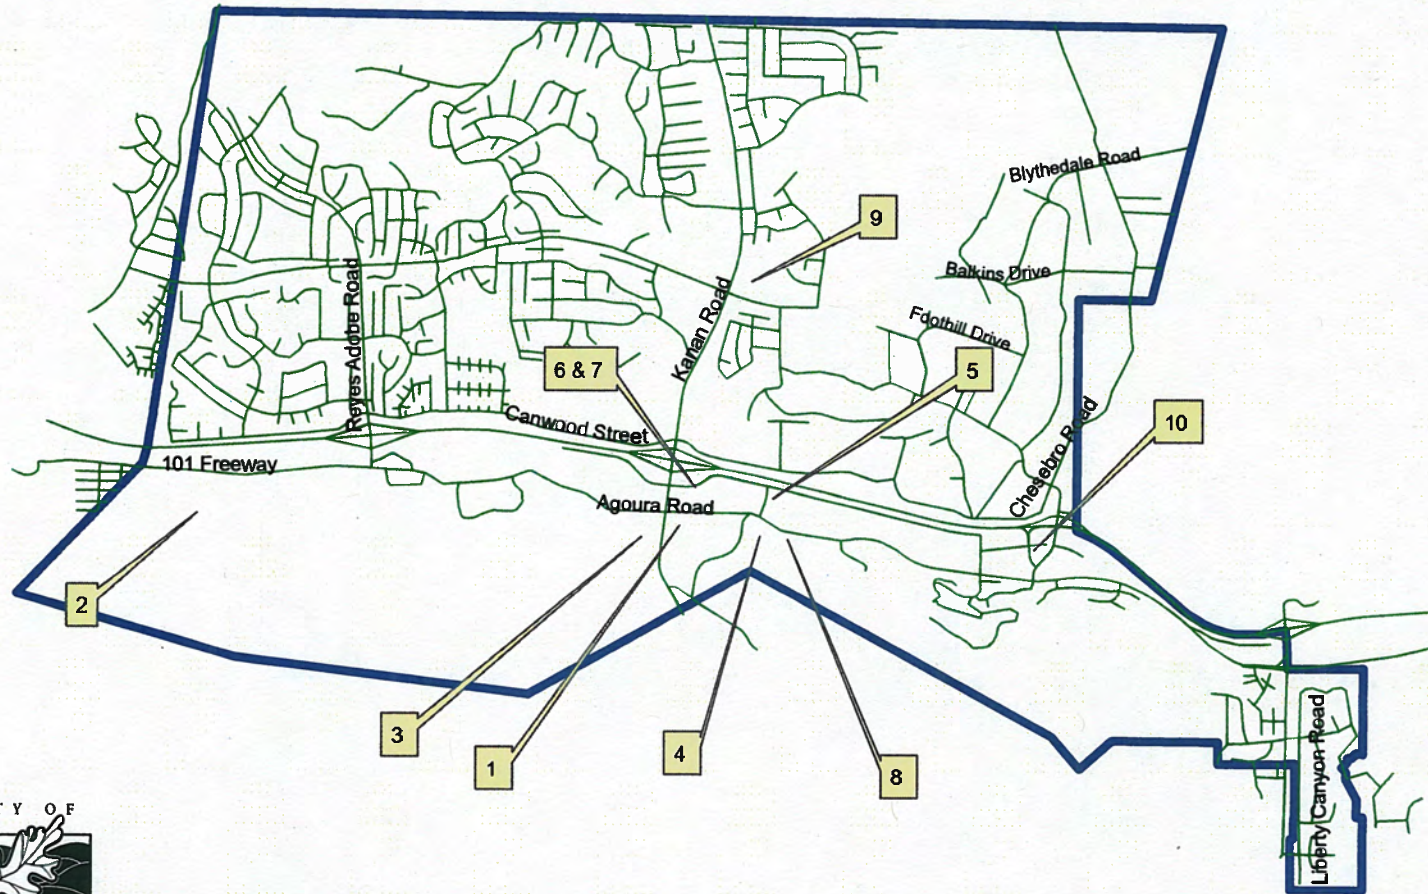 Blythedale Road
9
Balkins Drive
Reyes Adobe Road
Kanan Road
Foothill Drive
6 & 7
5
10
Canwood Street
Chesebro Road
101 Freeway
Agoura Road
2
3
1
4
8
Liberty Canyon Road
Y OF